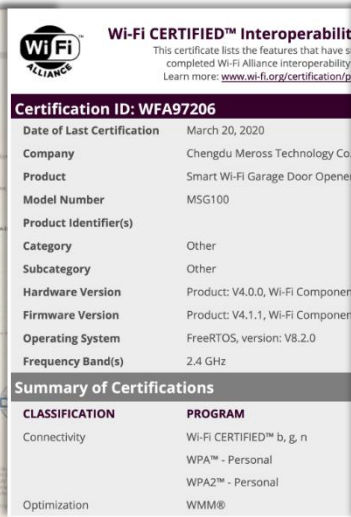 Wi Fi
ALLIANCE
Wi-Fi CERTIFIED™ Interoperabilit
This certificate lists the features that have s
completed Wi-Fi Alliance interoperability
Learn more: www.wi-fi.org/certification/p
Certification ID: WFA97206
Date of Last Certification March 20, 2020
Company Chengdu Meross Technology Co.
Product Smart Wi-Fi Garage Door Opener
Model Number MSG100
Product Identifier(s)
Category Other
Subcategory Other
Hardware Version Product: V4.0.0, Wi-Fi Componen
Firmware Version Product: V4.1.1, Wi-Fi Componen
Operating System FreeRTOS, version: V8.2.0
Frequency Band(s) 2.4 GHz
Summary of Certifications
CLASSIFICATION PROGRAM
Connectivity Wi-Fi CERTIFIED™ b, g, n
WPA™ - Personal
WPA2™ - Personal
Optimization WMM®